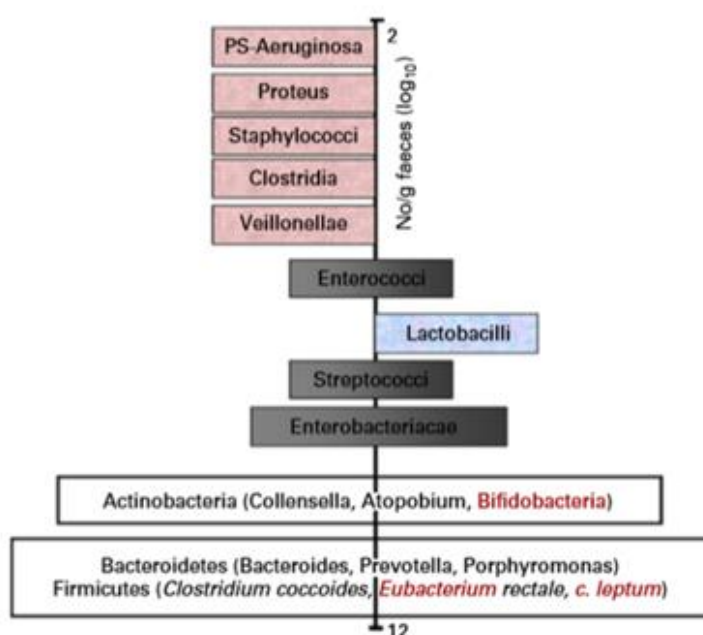 2
PS-Aeruginosa
Proteus
Staphylococci
Clostridia
Veillonellae
No/g faeces (log₁₀)
Enterococci
Lactobacilli
Streptococci
Enterobacteriacae
Actinobacteria (Collensella, Atopobium, Bifidobacteria)
Bacteroidetes (Bacteroides, Prevotella, Porphyromonas)
Firmicutes (Clostridium coccoides, Eubacterium rectale, c. leptum)
12